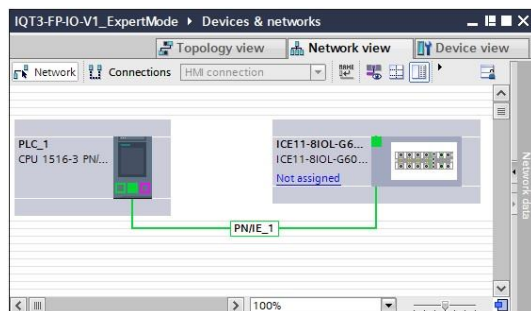 IQT3-FP-IO-V1_ExpertMode ▸ Devices & networks
Topology view
Network view
Device view
Network
Connections
HMI connection
PLC_1
CPU 1516-3 PN/...
ICE11-8IOL-G6...
ICE11-8IOL-G60...
Not assigned
PN/IE_1
Network data
100%